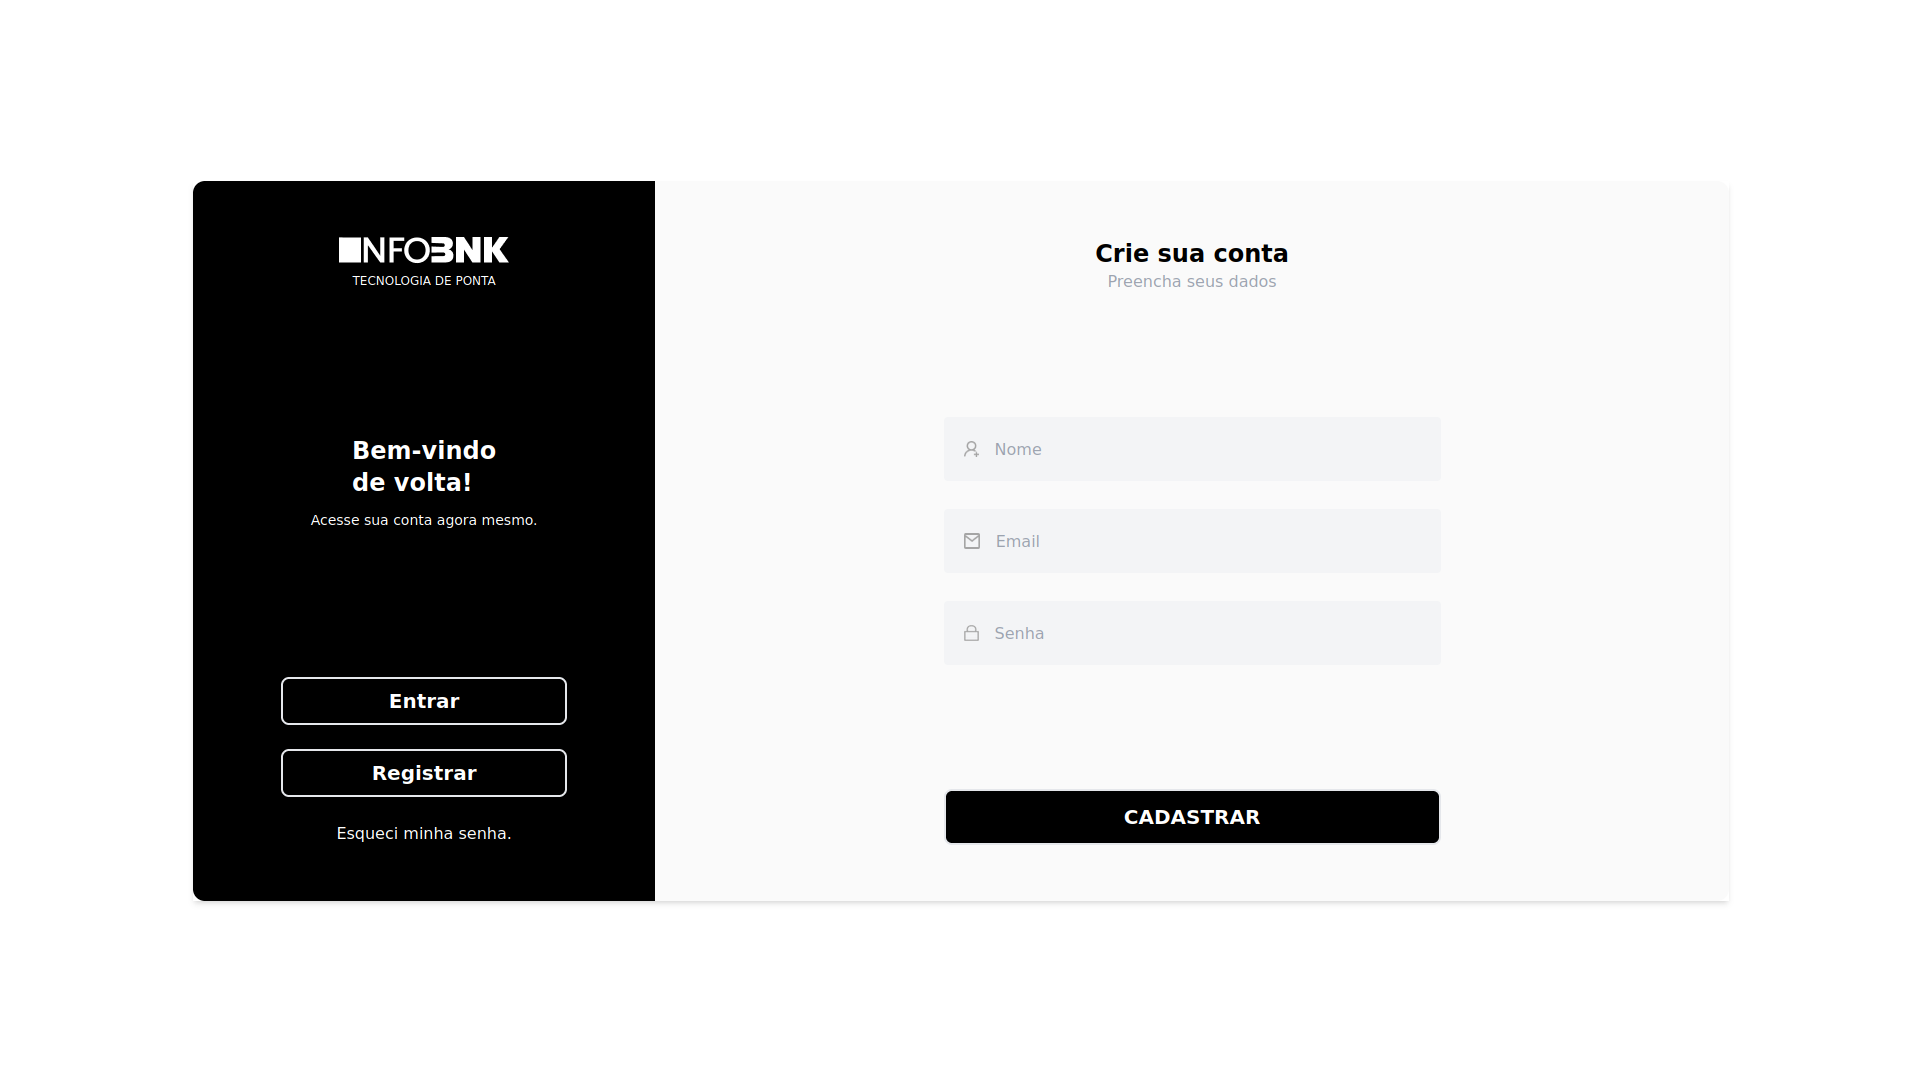 INFOBNK
TECNOLOGIA DE PONTA
Bem-vindo
de volta!
Acesse sua conta agora mesmo.
Entrar
Registrar
Esqueci minha senha.
Crie sua conta
Preencha seus dados
Nome
Email
Senha
CADASTRAR